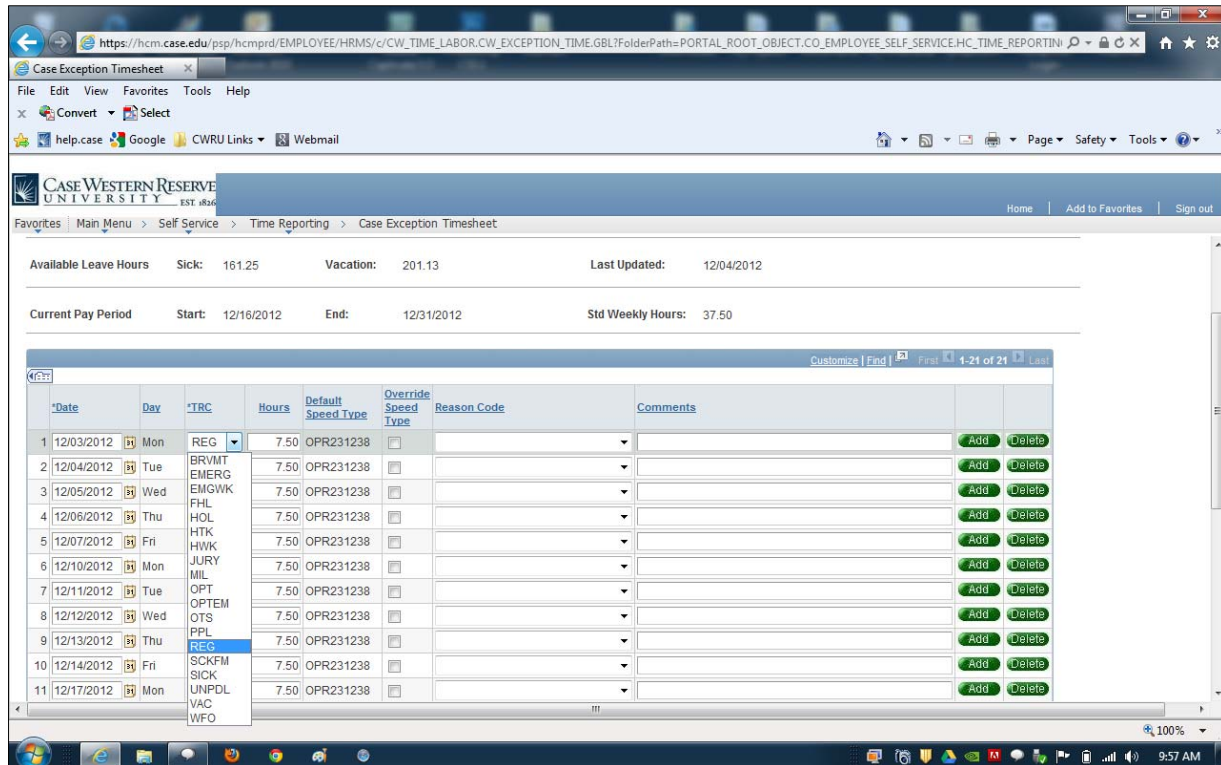 https://hcm.case.edu/psp/hcmprd/EMPLOYEE/HRMS/c/CW_TIME_LABOR.CW_EXCEPTION_TIME.GBL?FolderPath=PORTAL_ROOT_OBJECT.CO_EMPLOYEE_SELF_SERVICE.HC_TIME_REPORTIN
Case Exception Timesheet
File Edit View Favorites Tools Help
Convert Select
help.case Google CWRU Links Webmail Page Safety Tools
CASE WESTERN RESERVE
UNIVERSITY EST. 1826
Home | Add to Favorites | Sign out
Favorites Main Menu > Self Service > Time Reporting > Case Exception Timesheet
Available Leave Hours Sick: 161.25 Vacation: 201.13 Last Updated: 12/04/2012
Current Pay Period Start: 12/16/2012 End: 12/31/2012 Std Weekly Hours: 37.50
Customize | Find | First 1-21 of 21 Last
*Date Day *TRC Hours Default Speed Type Override Speed Type Reason Code Comments
1 12/03/2012 Mon REG 7.50 OPR231238 Add Delete
2 12/04/2012 Tue 7.50 OPR231238 Add Delete
3 12/05/2012 Wed 7.50 OPR231238 Add Delete
4 12/06/2012 Thu 7.50 OPR231238 Add Delete
5 12/07/2012 Fri 7.50 OPR231238 Add Delete
6 12/10/2012 Mon 7.50 OPR231238 Add Delete
7 12/11/2012 Tue 7.50 OPR231238 Add Delete
8 12/12/2012 Wed 7.50 OPR231238 Add Delete
9 12/13/2012 Thu 7.50 OPR231238 Add Delete
10 12/14/2012 Fri 7.50 OPR231238 Add Delete
11 12/17/2012 Mon 7.50 OPR231238 Add Delete
BRVMT
EMERG
EMGWK
FHL
HOL
HTK
HWK
JURY
MIL
OPT
OPTEM
OTS
PPL
REG
SCKFM
SICK
UNPDL
VAC
WFO
100%
9:57 AM